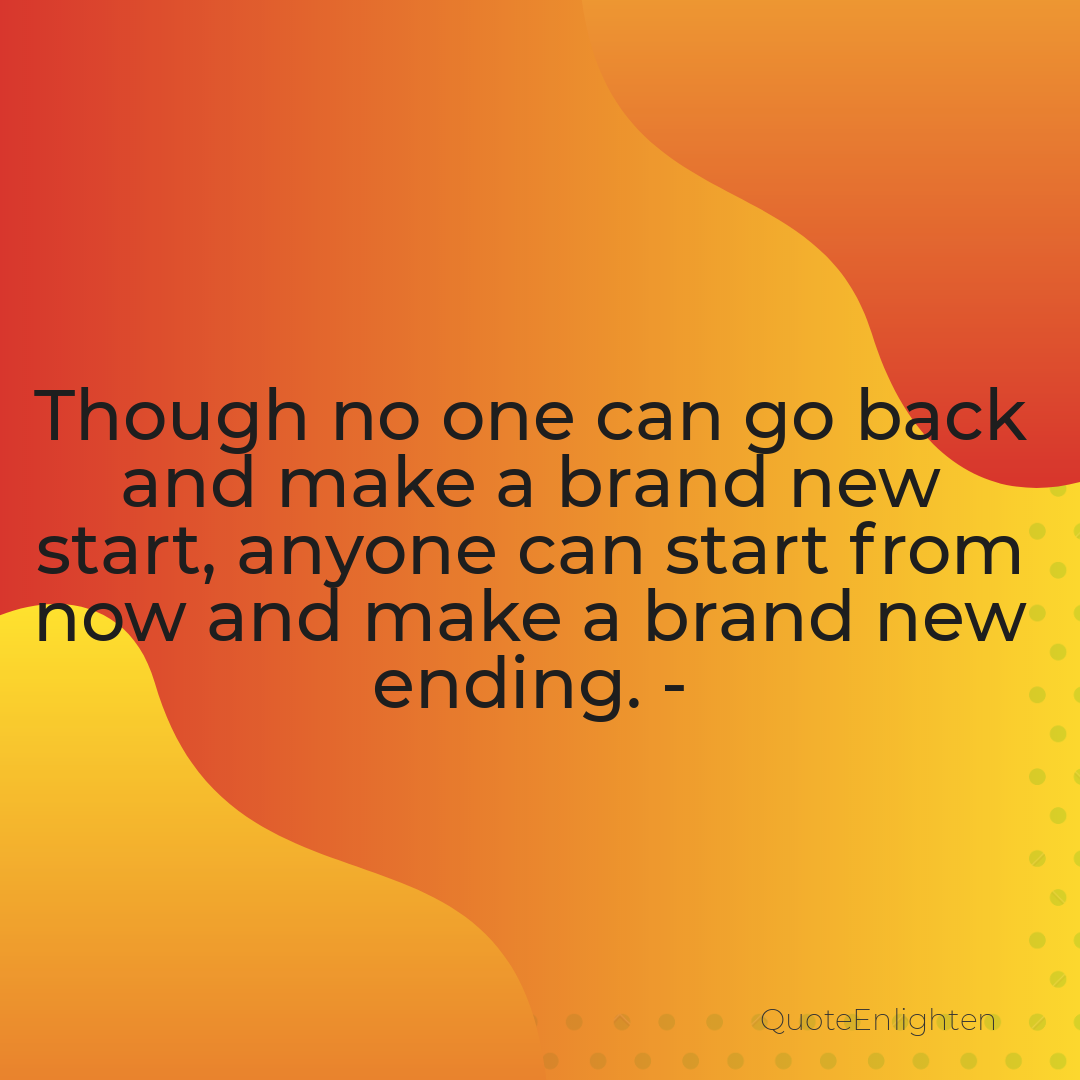 Though no one can go back
and make a brand new
start, anyone can start from
now and make a brand new
ending. -
QuoteEnlighten